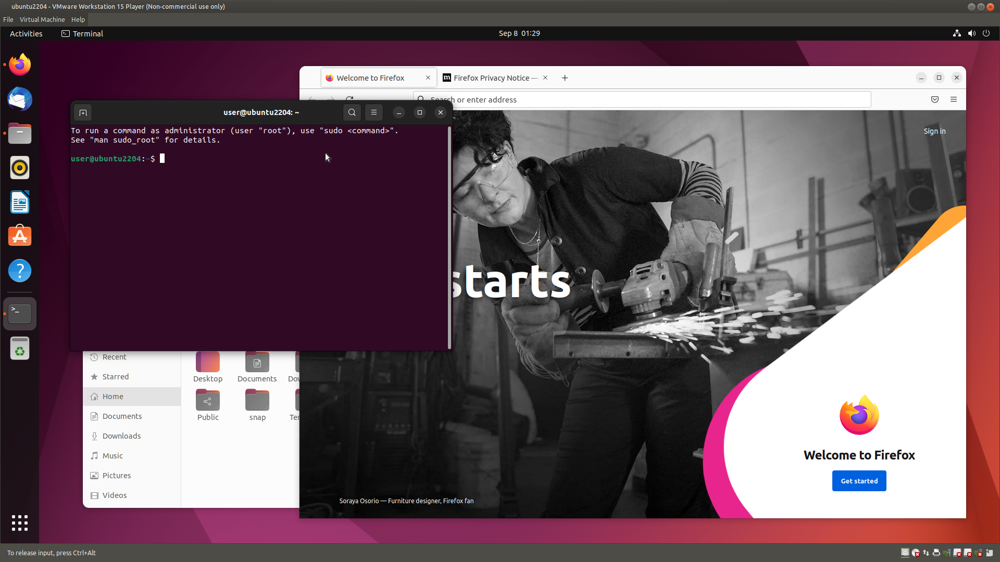 ubuntu2204 - VMware Workstation 15 Player (Non-commercial use only)
File Virtual Machine Help
Activities Terminal Sep 8 01:29
Welcome to Firefox Firefox Privacy Notice —
Search or enter address
user@ubuntu2204: ~
To run a command as administrator (user "root"), use "sudo <command>".
See "man sudo_root" for details.
user@ubuntu2204:~$
Sign in
starts
Recent
Starred
Home
Documents
Downloads
Music
Pictures
Videos
Desktop Documents Dow
Public snap Ter
Welcome to Firefox
Get started
Soraya Osorio — Furniture designer, Firefox fan
To release input, press Ctrl+Alt